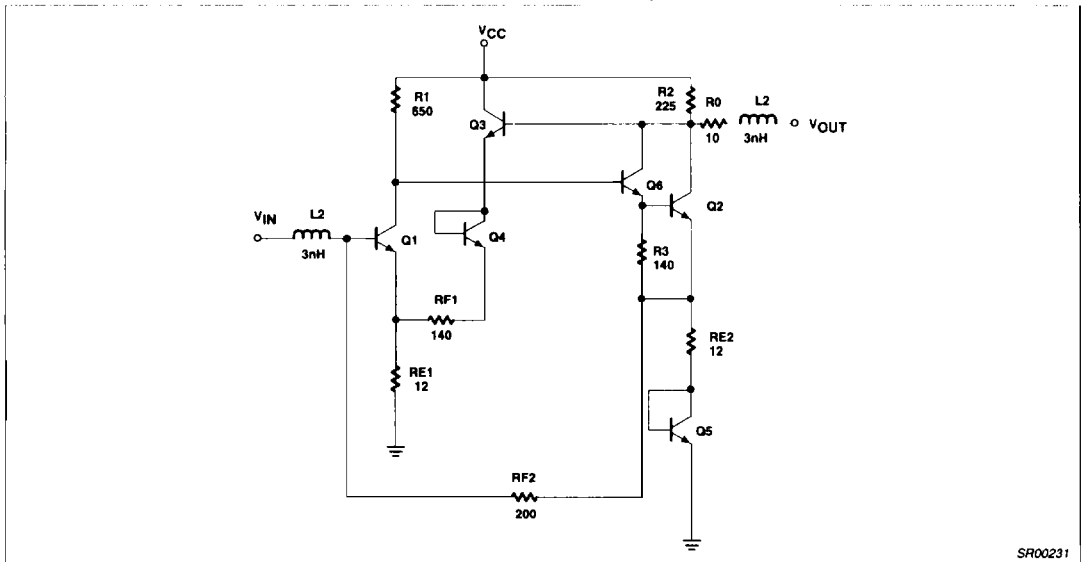 VCC
R1
650
R2
225
R0
10
L2
3nH
VOUT
Q3
Q6
Q2
VIN
L2
3nH
Q1
Q4
R3
140
RF1
140
RE1
12
RE2
12
Q5
RF2
200
SR00231